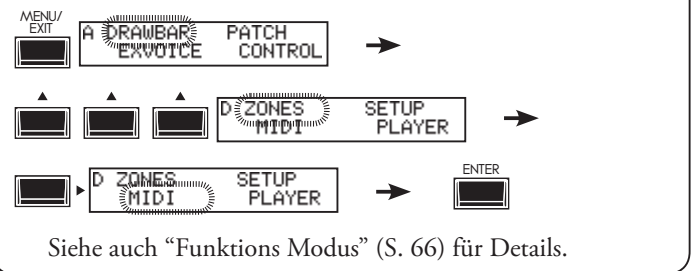 MENU/
EXIT
A DRAWBAR PATCH
EXVOICE CONTROL
D ZONES SETUP
MIDI PLAYER
D ZONES SETUP
MIDI PLAYER
ENTER
Siehe auch “Funktions Modus” (S. 66) für Details.